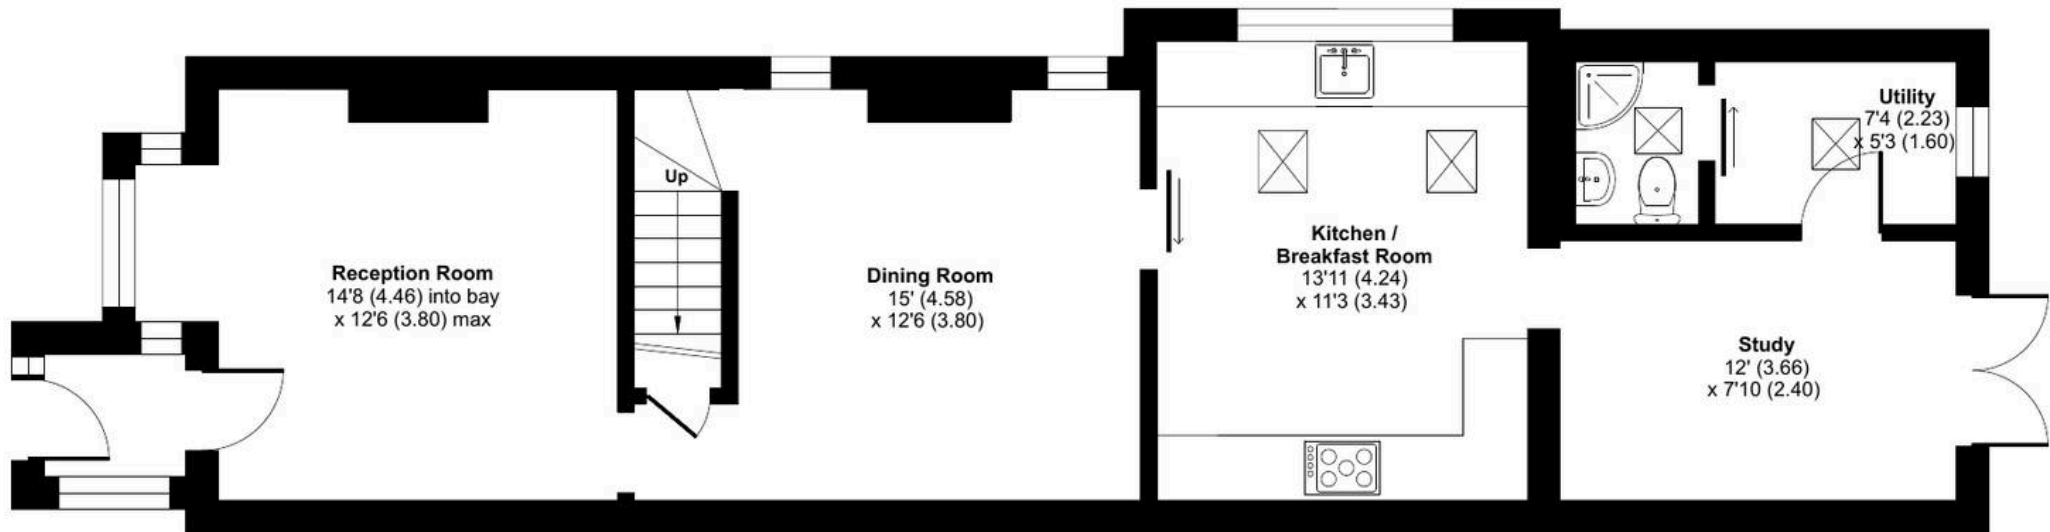 Reception Room
14'8 (4.46) into bay
x 12'6 (3.80) max
Up
Dining Room
15' (4.58)
x 12'6 (3.80)
Kitchen /
Breakfast Room
13'11 (4.24)
x 11'3 (3.43)
Utility
7'4 (2.23)
x 5'3 (1.60)
Study
12' (3.66)
x 7'10 (2.40)